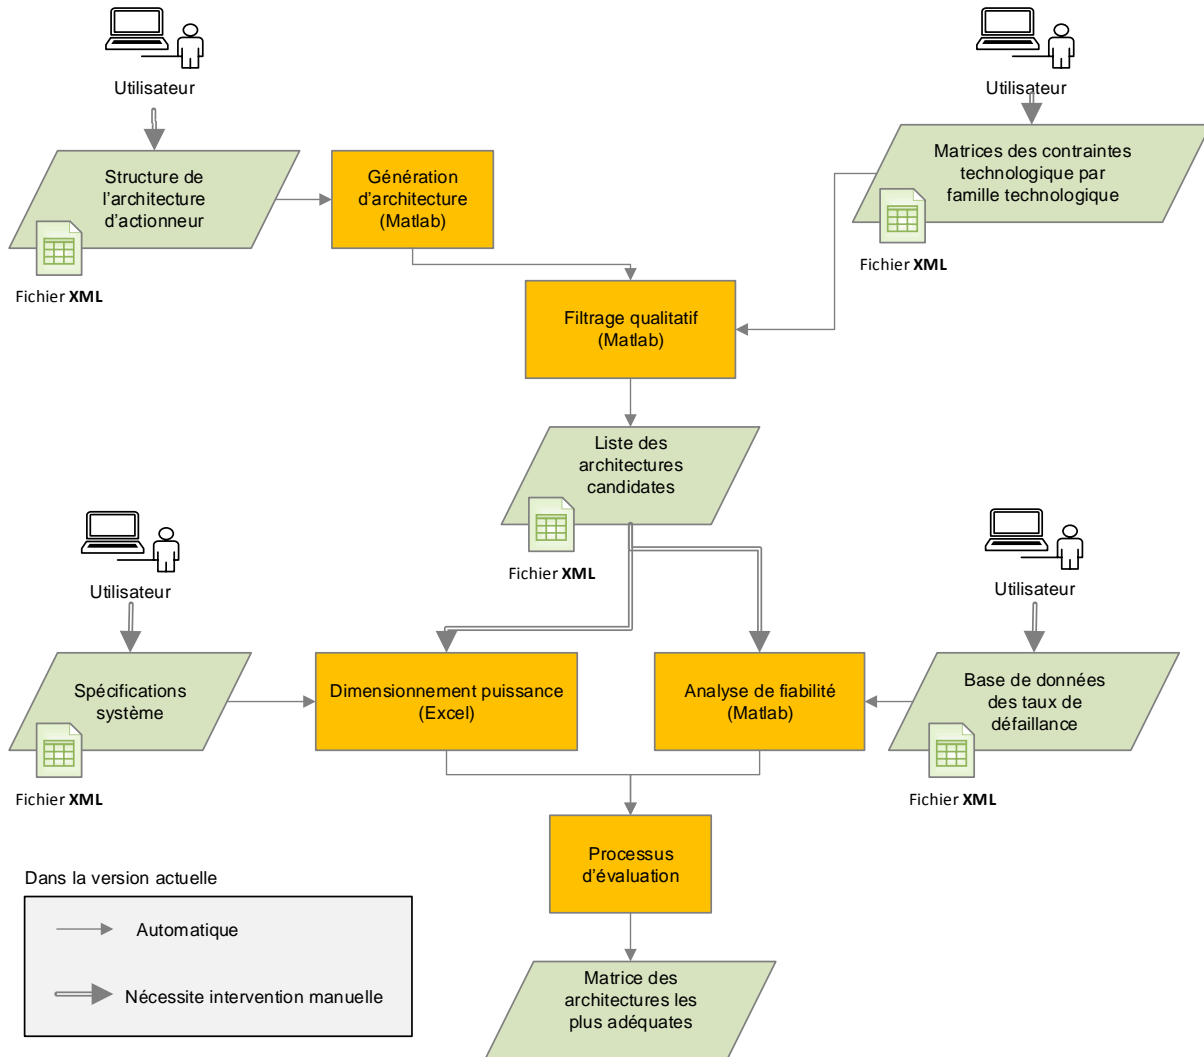 Utilisateur
Utilisateur
Structure de
l'architecture
d'actionneur
Fichier XML
Génération
d'architecture
(Matlab)
Matrices des contraintes
technologique par
famille technologique
Fichier XML
Filtrage qualitatif
(Matlab)
Liste des
architectures
candidates
Fichier XML
Utilisateur
Utilisateur
Spécifications
système
Fichier XML
Dimensionnement puissance
(Excel)
Analyse de fiabilité
(Matlab)
Base de données
des taux de
défaillance
Fichier XML
Processus
d'évaluation
Dans la version actuelle
Automatique
Nécessite intervention manuelle
Matrice des
architectures les
plus adéquates